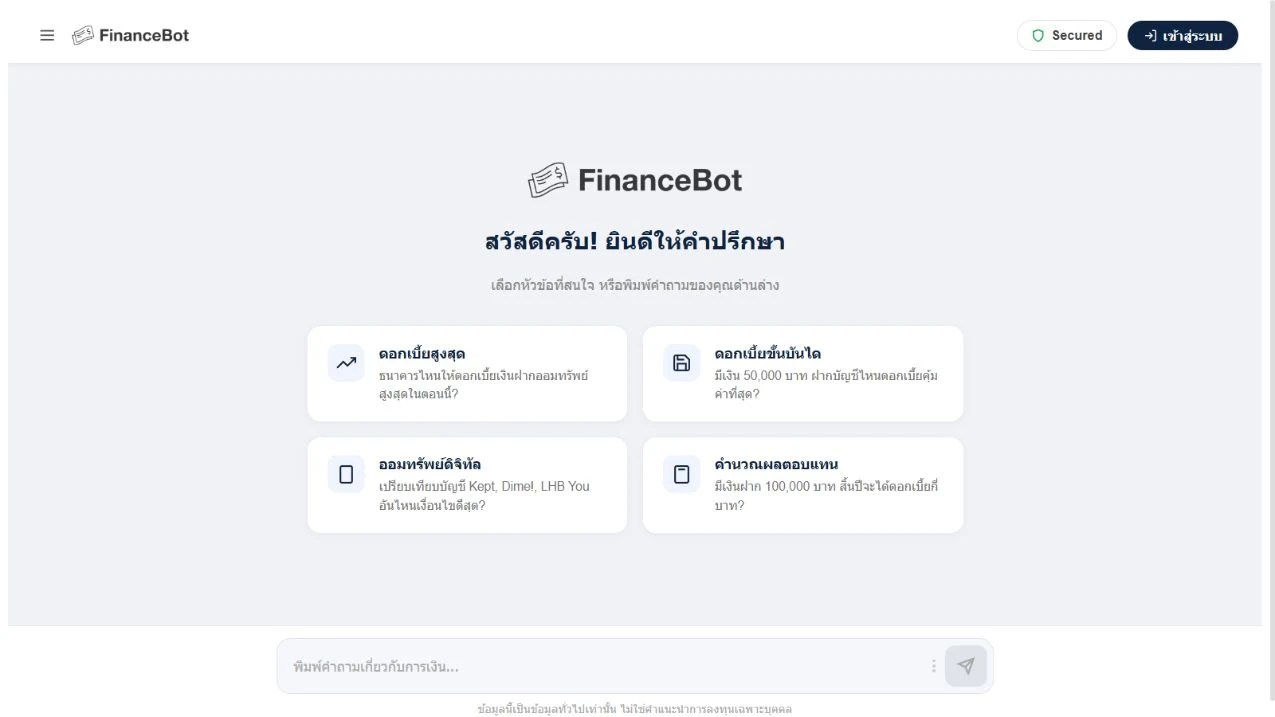 FinanceBot
Secured
เข้าสู่ระบบ
FinanceBot
สวัสดีครับ! ยินดีให้คำปรึกษา
เลือกหัวข้อที่สนใจ หรือพิมพ์คำถามของคุณด้านล่าง
ดอกเบี้ยสูงสุด
ธนาคารไหนให้ดอกเบี้ยเงินฝากออมทรัพย์
สูงสุดในตอนนี้?
ดอกเบี้ยขั้นบันได
มีเงิน 50,000 บาท ฝากบัญชีไหนดอกเบี้ยคุ้ม
ค่าที่สุด?
ออมทรัพย์ดิจิทัล
เปรียบเทียบบัญชี Kept, Dime!, LHB You
อันไหนเงื่อนไขดีสุด?
คำนวณผลตอบแทน
มีเงินฝาก 100,000 บาท สิ้นปีจะได้ดอกเบี้ยกี่
บาท?
พิมพ์คำถามเกี่ยวกับการเงิน...
ข้อมูลนี้เป็นข้อมูลทั่วไปเท่านั้น ไม่ใช่คำแนะนำการลงทุนเฉพาะบุคคล